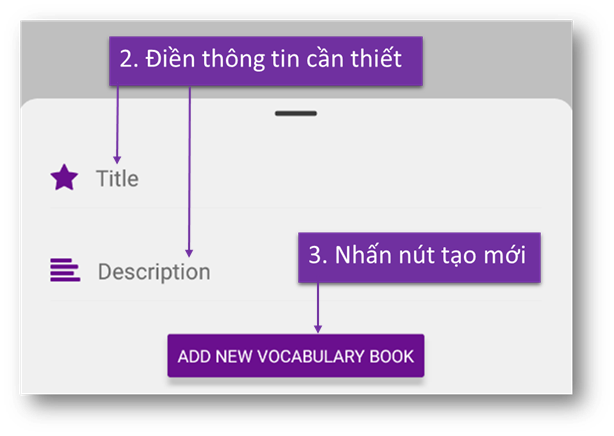 2. Điền thông tin cần thiết
Title
Description
3. Nhấn nút tạo mới
ADD NEW VOCABULARY BOOK